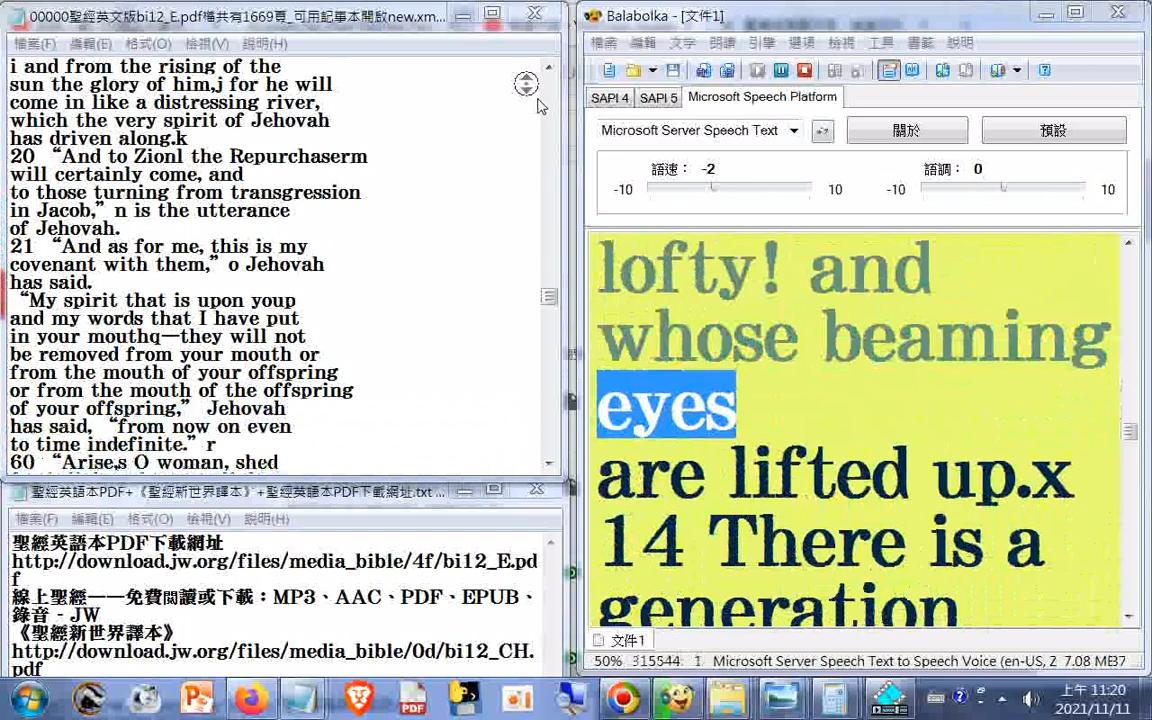 00000聖經英文版bi12_E.pdf檔共有1669頁_可用記事本開啟new.xm...
檔案(F) 編輯(E) 格式(O) 檢視(V) 說明(H)
i and from the rising of the
sun the glory of him,j for he will
come in like a distressing river,
which the very spirit of Jehovah
has driven along.k
20 “And to Zionl the Repurchaserm
will certainly come, and
to those turning from transgression
in Jacob,” n is the utterance
of Jehovah.
21 “And as for me, this is my
covenant with them,” o Jehovah
has said.
“My spirit that is upon youp
and my words that I have put
in your mouthq—they will not
be removed from your mouth or
from the mouth of your offspring
or from the mouth of the offspring
of your offspring,” Jehovah
has said, “from now on even
to time indefinite.” r
60 “Arise,s O woman, shed
聖經英語本PDF+《聖經新世界譯本》+聖經英語本PDF下載網址.txt ...
檔案(F) 編輯(E) 格式(O) 檢視(V) 說明(H)
聖經英語本PDF下載網址
http://download.jw.org/files/media_bible/4f/bi12_E.pd
f
線上聖經——免費閱讀或下載：MP3、AAC、PDF、EPUB、
錄音 - JW
《聖經新世界譯本》
http://download.jw.org/files/media_bible/0d/bi12_CH.
pdf
Balabolka - [文件1]
檔案 編輯 文字 朗讀 引擎 選項 檢視 工具 書籤 說明
SAPI 4 SAPI 5 Microsoft Speech Platform
Microsoft Server Speech Text 關於 預設
語速： -2 語調： 0
-10 10 -10 10
lofty! and
whose beaming
eyes
are lifted up.x
14 There is a
generation
文件1
50% 315544: 1 Microsoft Server Speech Text to Speech Voice (en-US, Z 7.08 MB37
上午 11:20
2021/11/11